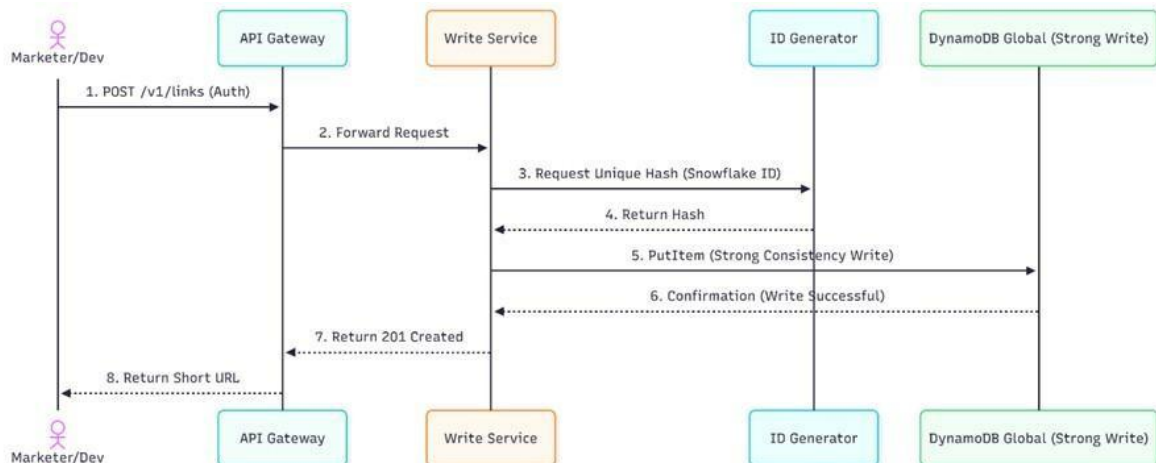 Marketer/Dev
API Gateway
Write Service
ID Generator
DynamoDB Global (Strong Write)
1. POST /v1/links (Auth)
2. Forward Request
3. Request Unique Hash (Snowflake ID)
4. Return Hash
5. PutItem (Strong Consistency Write)
6. Confirmation (Write Successful)
7. Return 201 Created
8. Return Short URL
Marketer/Dev
API Gateway
Write Service
ID Generator
DynamoDB Global (Strong Write)